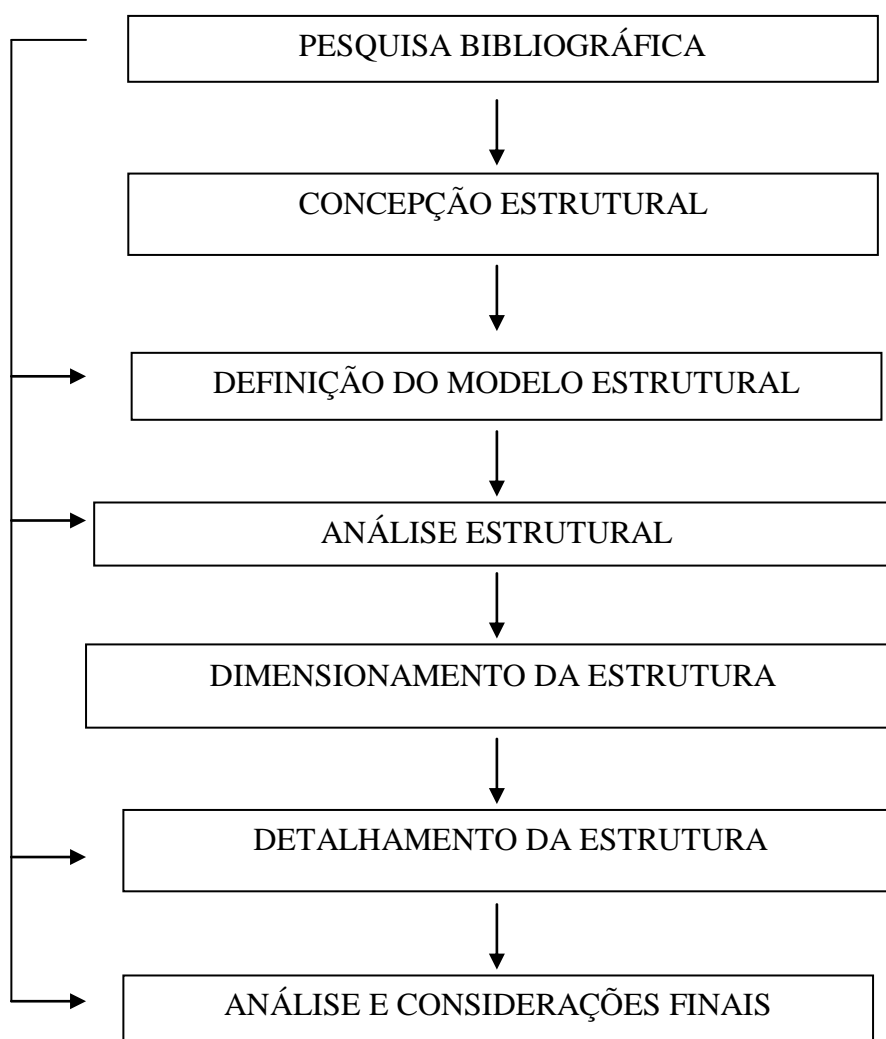 PESQUISA BIBLIOGRÁFICA
CONCEPÇÃO ESTRUTURAL
DEFINIÇÃO DO MODELO ESTRUTURAL
ANÁLISE ESTRUTURAL
DIMENSIONAMENTO DA ESTRUTURA
DETALHAMENTO DA ESTRUTURA
ANÁLISE E CONSIDERAÇÕES FINAIS